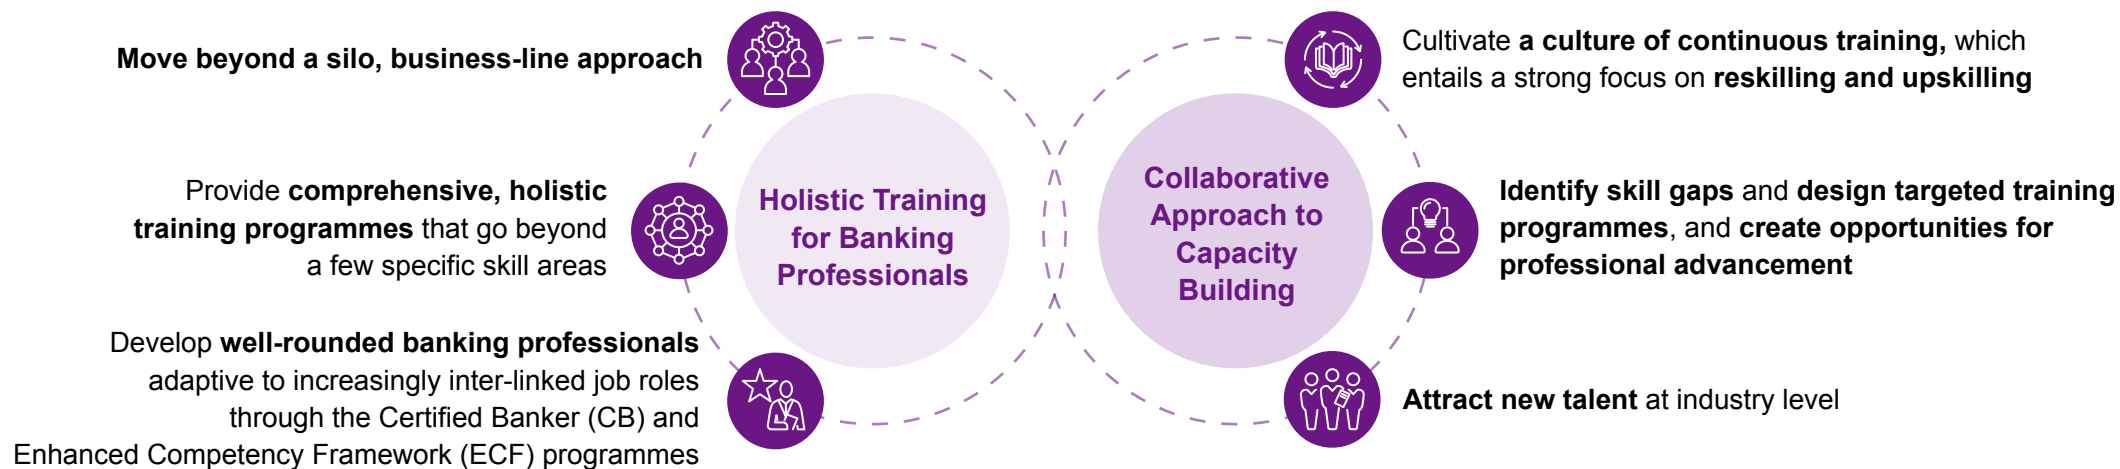 Move beyond a silo, business-line approach
Provide comprehensive, holistic
training programmes that go beyond
a few specific skill areas
Develop well-rounded banking professionals
adaptive to increasingly inter-linked job roles
through the Certified Banker (CB) and
Enhanced Competency Framework (ECF) programmes
Holistic Training
for Banking
Professionals
Collaborative
Approach to
Capacity
Building
Cultivate a culture of continuous training, which
entails a strong focus on reskilling and upskilling
Identify skill gaps and design targeted training
programmes, and create opportunities for
professional advancement
Attract new talent at industry level